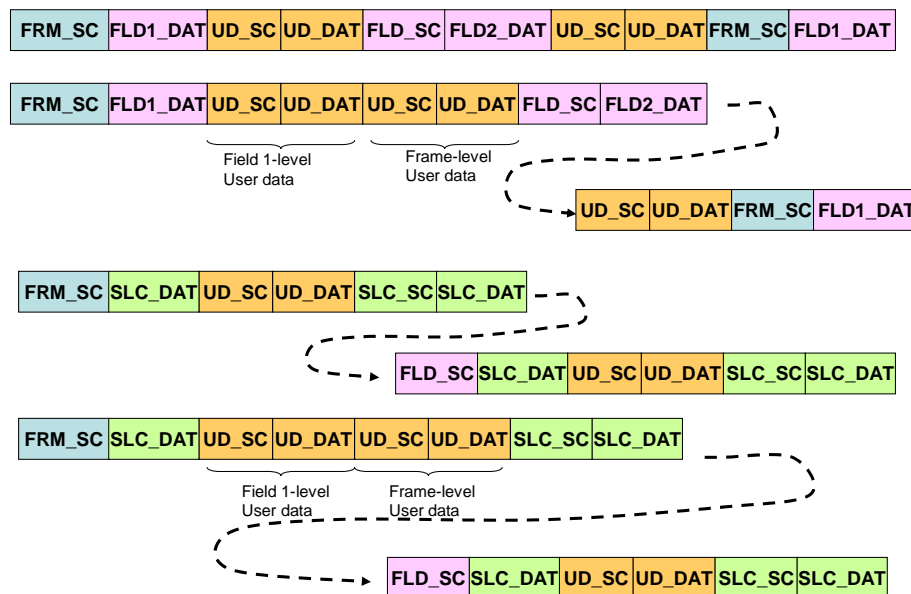 FRM_SC FLD1_DAT UD_SC UD_DAT FLD_SC FLD2_DAT UD_SC UD_DAT FRM_SC FLD1_DAT
FRM_SC FLD1_DAT UD_SC UD_DAT UD_SC UD_DAT FLD_SC FLD2_DAT
Field 1-level Frame-level
User data User data
UD_SC UD_DAT FRM_SC FLD1_DAT
FRM_SC SLC_DAT UD_SC UD_DAT SLC_SC SLC_DAT
FLD_SC SLC_DAT UD_SC UD_DAT SLC_SC SLC_DAT
FRM_SC SLC_DAT UD_SC UD_DAT UD_SC UD_DAT SLC_SC SLC_DAT
Field 1-level Frame-level
User data User data
FLD_SC SLC_DAT UD_SC UD_DAT SLC_SC SLC_DAT